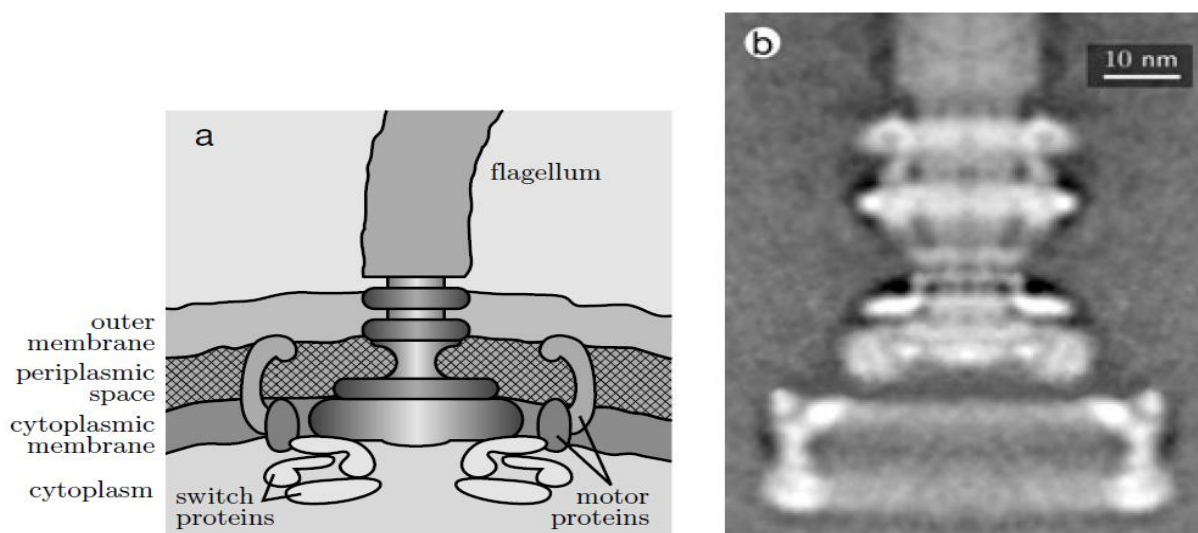 a
flagellum
outer
membrane
periplasmic
space
cytoplasmic
membrane
cytoplasm
switch
proteins
motor
proteins
b
10 nm